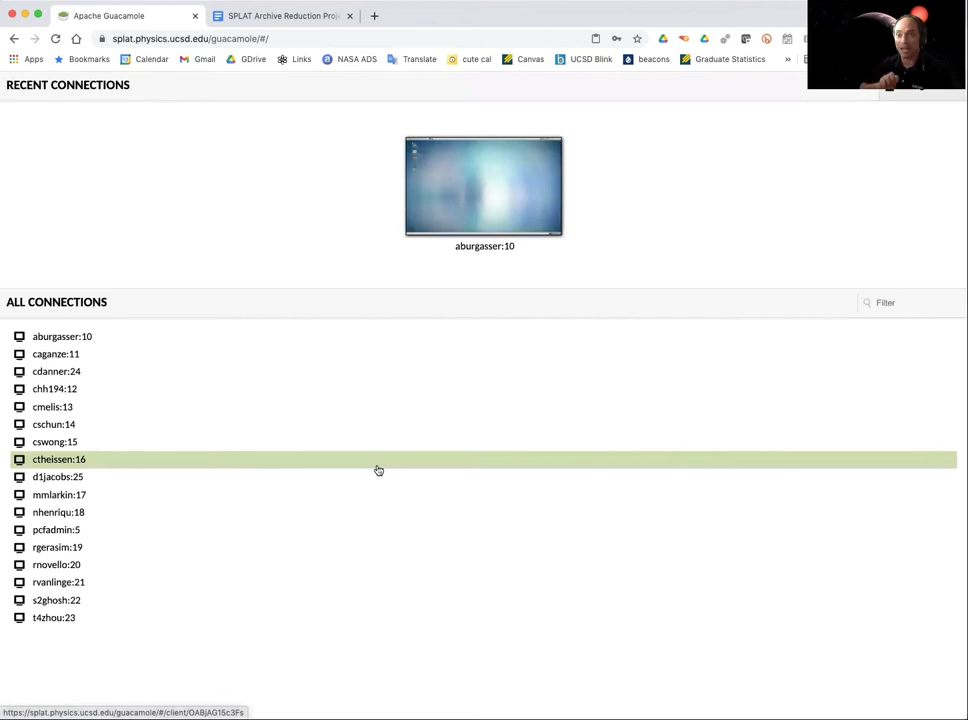 Apache Guacamole
SPLAT Archive Reduction Proj
splat.physics.ucsd.edu/guacamole/#/
Apps
Bookmarks
Calendar
Gmail
GDrive
Links
NASA ADS
Translate
cute cal
Canvas
UCSD Blink
beacons
Graduate Statistics
»
RECENT CONNECTIONS
aburgasser:10
ALL CONNECTIONS
Filter
aburgasser:10
caganze:11
cdanner:24
chh194:12
cmelis:13
cschun:14
cswong:15
ctheissen:16
d1jacobs:25
mmlarkin:17
nhenriqu:18
pcfadmin:5
rgerasim:19
rnovello:20
rvanlinge:21
s2ghosh:22
t4zhou:23
https://splat.physics.ucsd.edu/guacamole/#/client/OABjAG15c3Fs